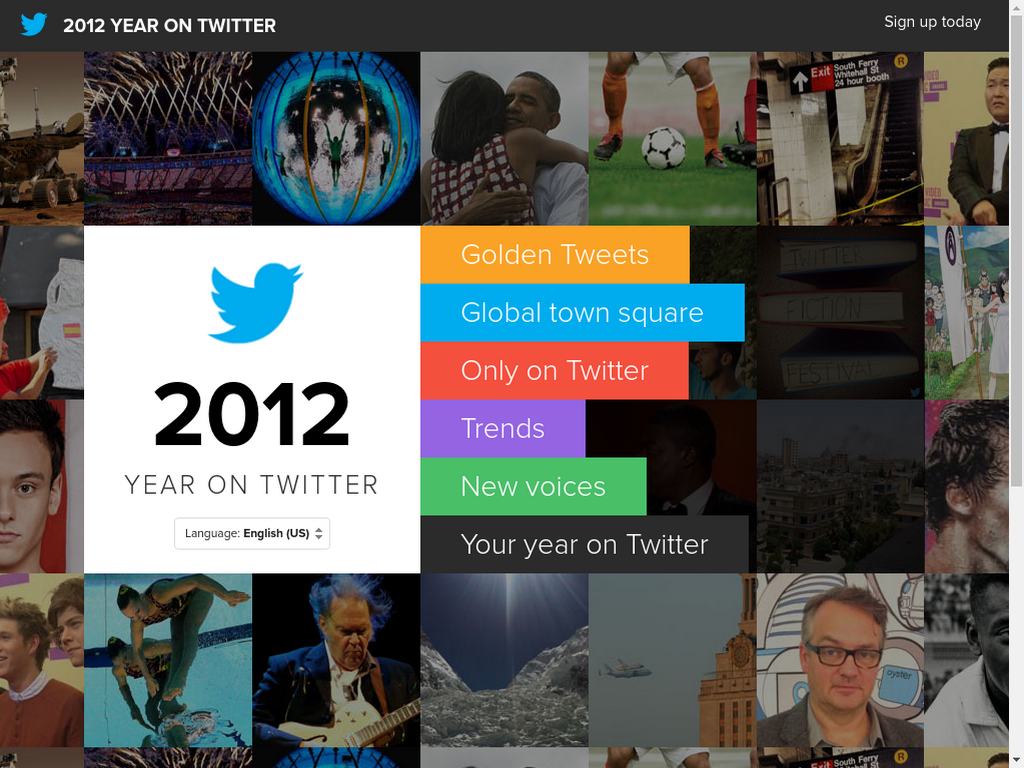 2012 YEAR ON TWITTER
Sign up today
Exit
South Ferry
Whitehall St
24 hour booth
R
VIDEO
Golden Tweets
Global town square
Only on Twitter
Trends
New voices
Your year on Twitter
2012
YEAR ON TWITTER
Language: English (US)
TWITTER
FICTION
FESTIVAL
oyster
Exit
South Ferry
R